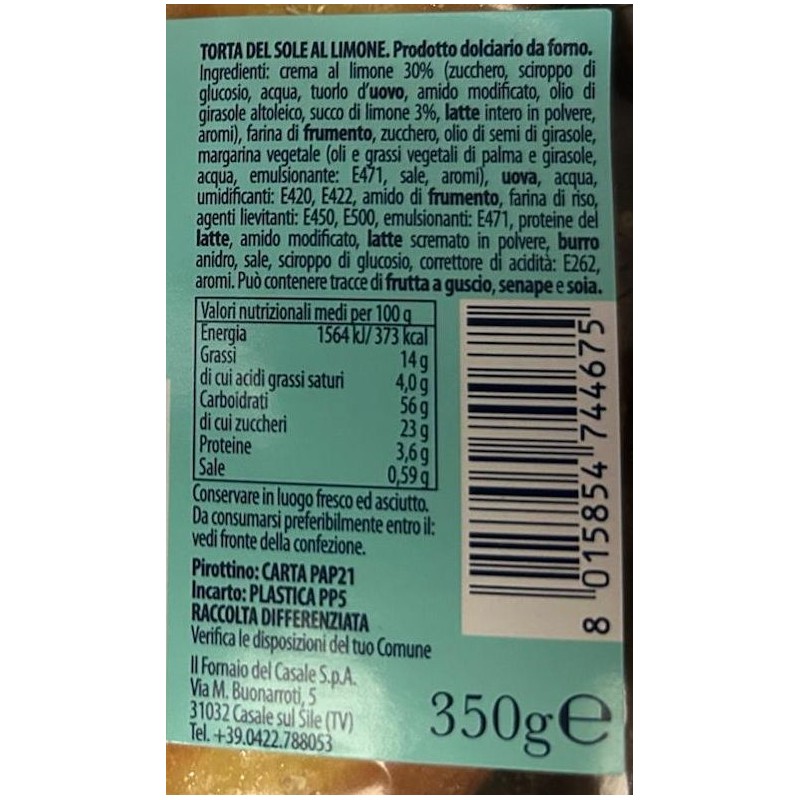 TORTA DEL SOLE AL LIMONE. Prodotto dolciario da forno.
Ingredienti: crema al limone 30% (zucchero, sciroppo di
glucosio, acqua, tuorlo d'uovo, amido modificato, olio di
girasole altoleico, succo di limone 3%, latte intero in polvere,
aromi), farina di frumento, zucchero, olio di semi di girasole,
margarina vegetale (oli e grassi vegetali di palma e girasole,
acqua, emulsionante: E471, sale, aromi), uova, acqua,
umidificanti: E420, E422, amido di frumento, farina di riso,
agenti lievitanti: E450, E500, emulsionanti: E471, proteine del
latte, amido modificato, latte scremato in polvere, burro
anidro, sale, sciroppo di glucosio, correttore di acidità: E262,
aromi. Può contenere tracce di frutta a guscio, senape e soia.
Valori nutrizionali medi per 100 g
Energia 1564 kJ/ 373 kcal
Grassi 14 g
di cui acidi grassi saturi 4,0 g
Carboidrati 56 g
di cui zuccheri 23 g
Proteine 3,6 g
Sale 0,59 g
Conservare in luogo fresco ed asciutto.
Da consumarsi preferibilmente entro il:
vedi fronte della confezione.
Pirottino: CARTA PAP21
Incarto: PLASTICA PP5
RACCOLTA DIFFERENZIATA
Verifica le disposizioni del tuo Comune
Il Fornaio del Casale S.p.A.
Via M. Buonarroti, 5
31032 Casale sul Sile (TV)
Tel. +39.0422.788053
8 015854 744675
350g e